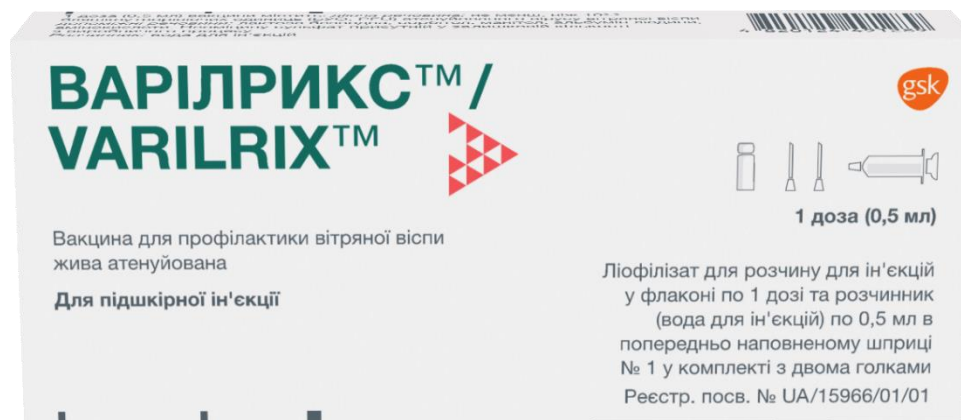 ВАРІЛРИКС™/
VARILRIX™
gsk
1 доза (0,5 мл)
Вакцина для профілактики вітряної віспи
жива атенуйована
Для підшкірної ін'єкції
Ліофілізат для розчину для ін'єкцій
у флаконі по 1 дозі та розчинник
(вода для ін'єкцій) по 0,5 мл в
попередньо наповненому шприці
№ 1 у комплекті з двома голками
Реєстр. посв. № UA/15966/01/01